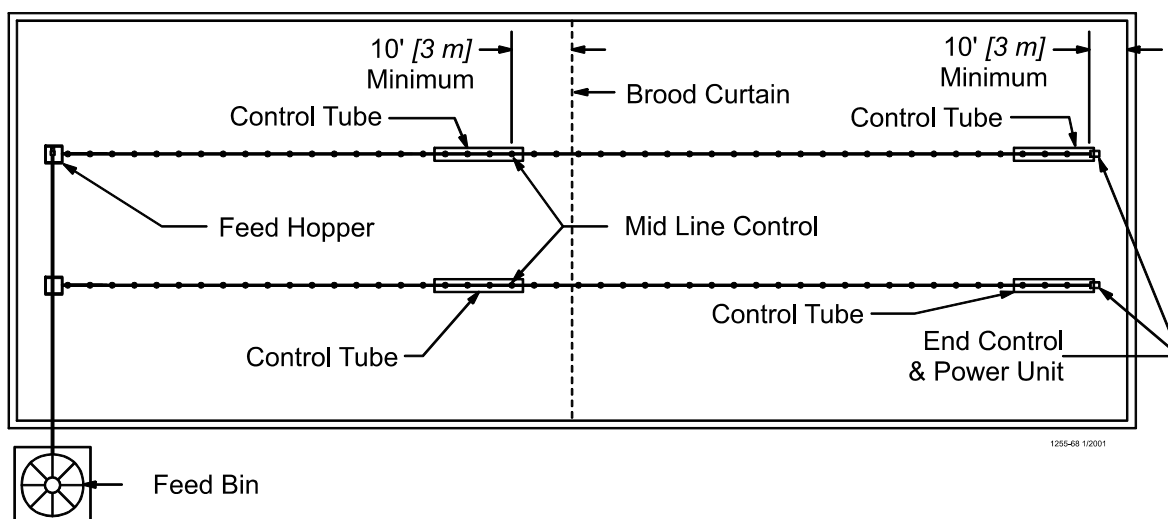 10' [3 m]
Minimum
10' [3 m]
Minimum
Brood Curtain
Control Tube
Control Tube
Feed Hopper
Mid Line Control
Control Tube
Control Tube
End Control
& Power Unit
1255-68 1/2001
Feed Bin